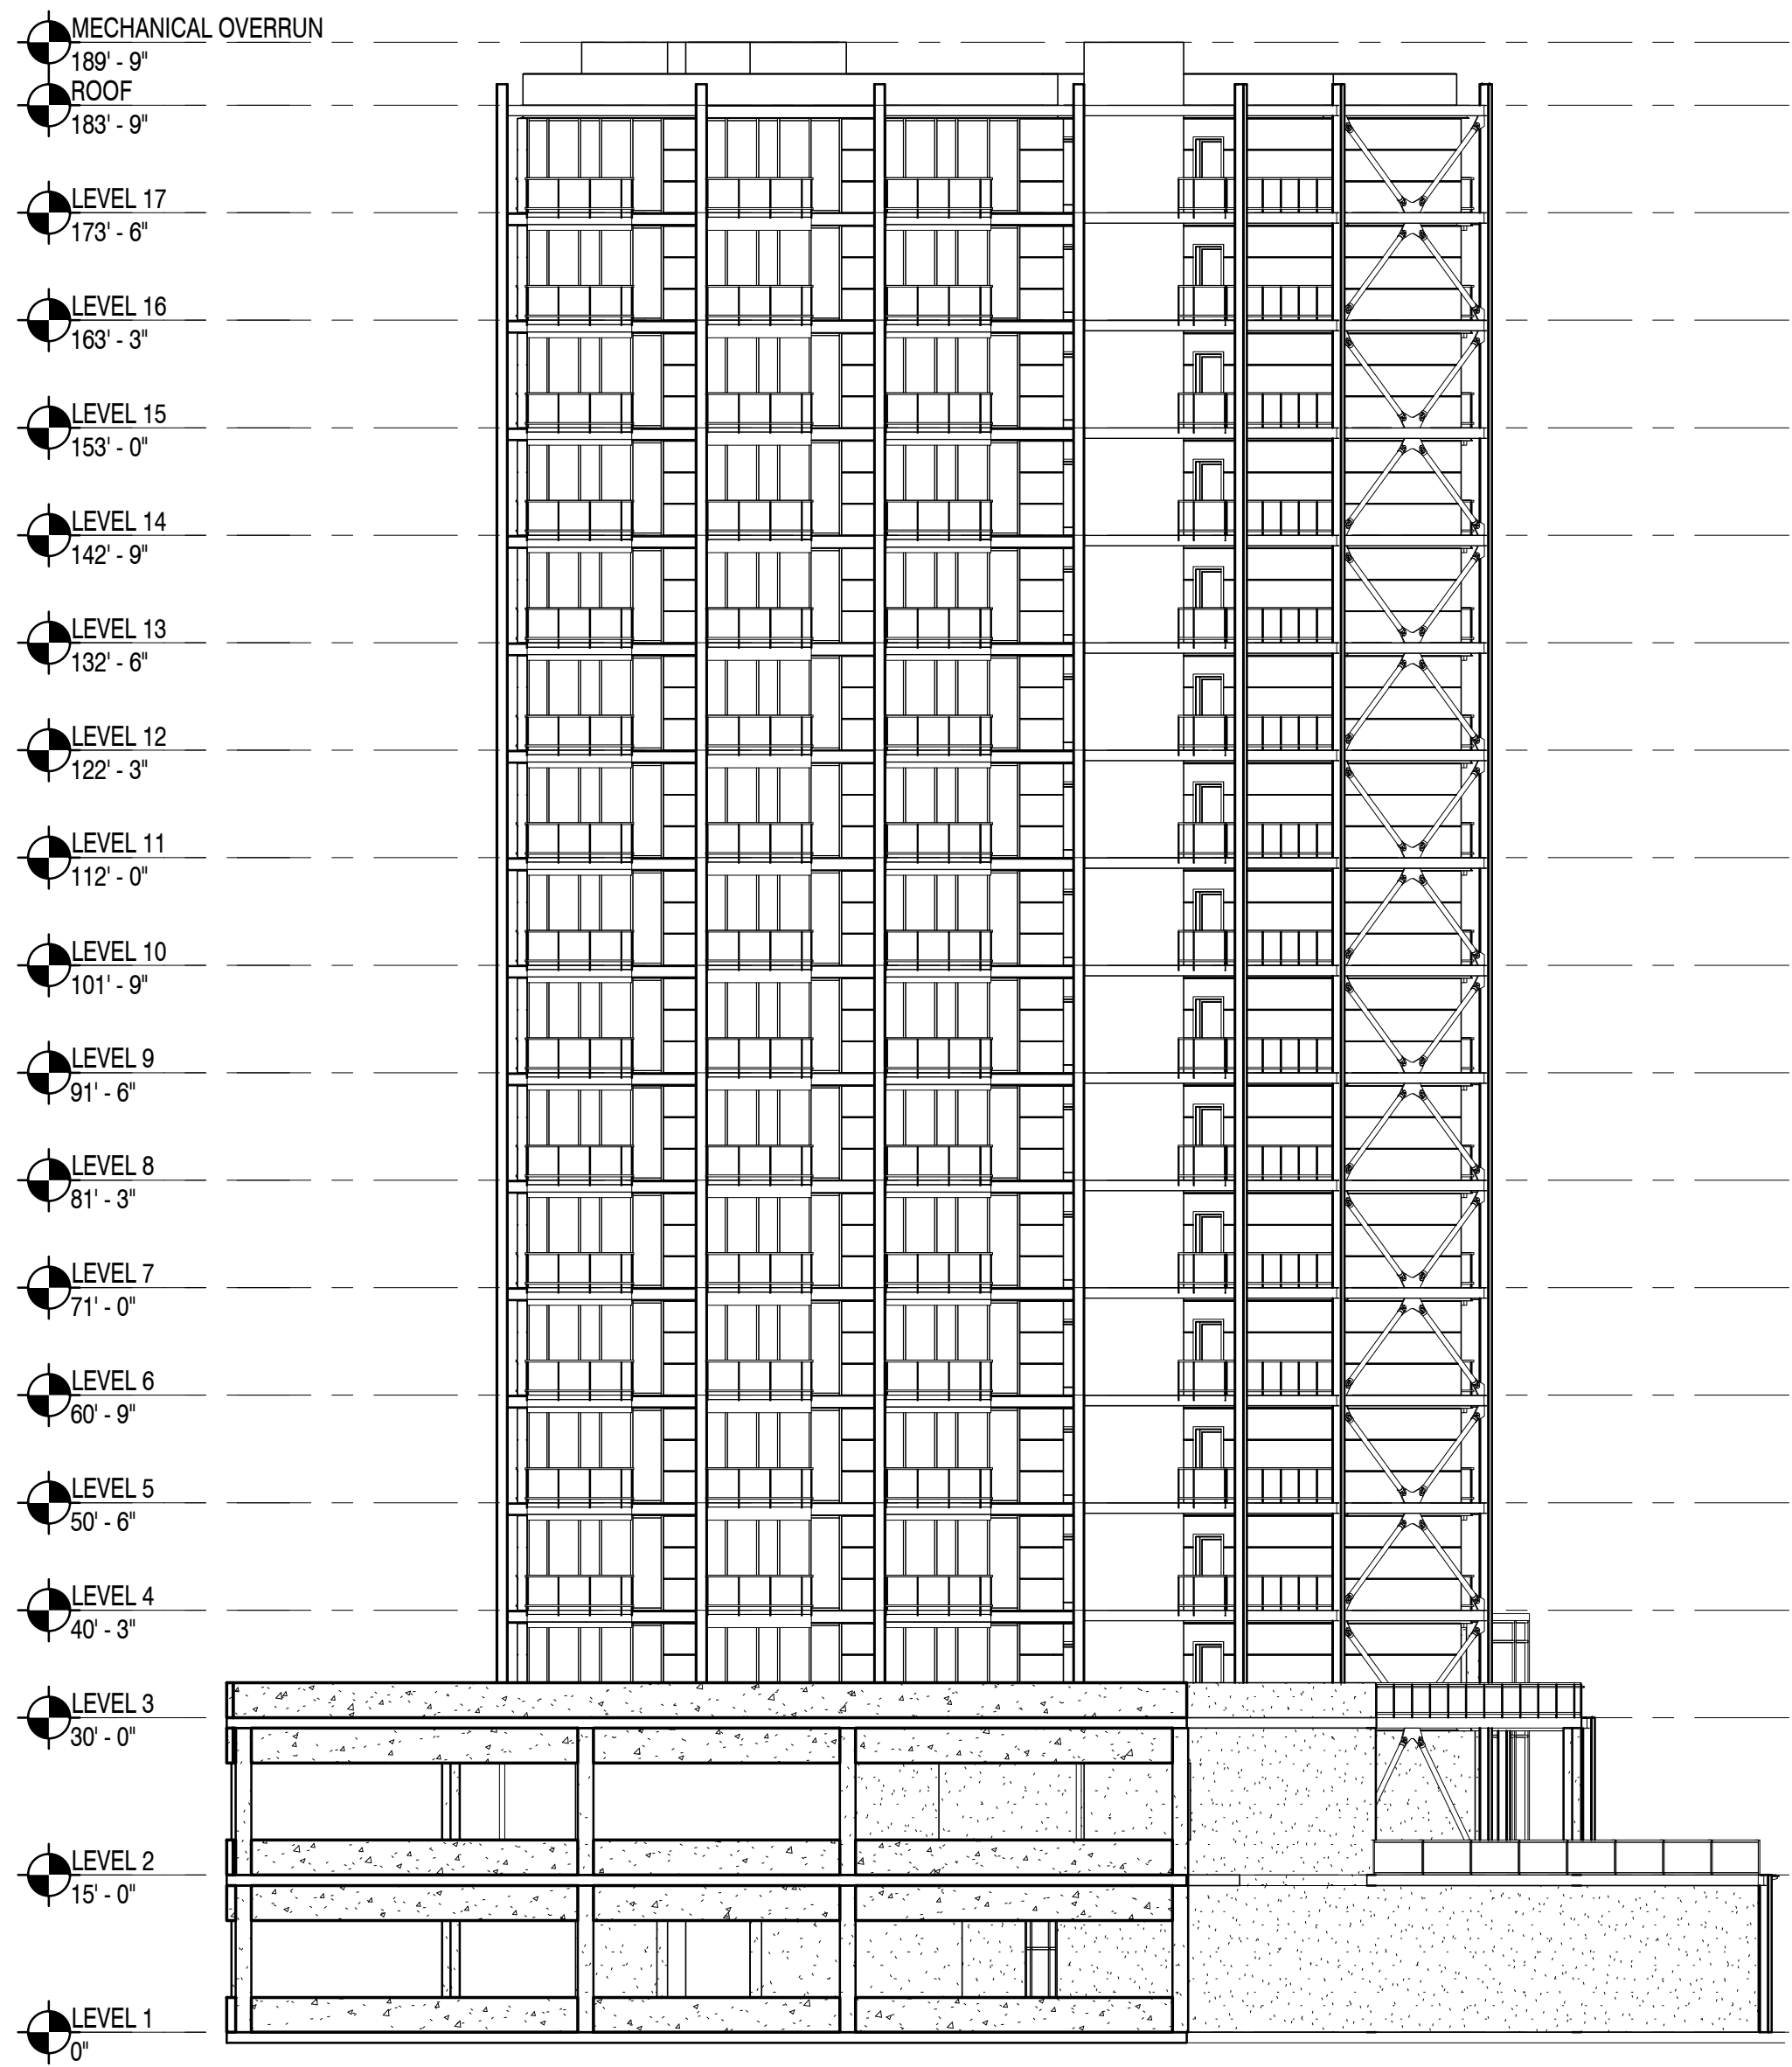 MECHANICAL OVERRUN
189' - 9"
ROOF
183' - 9"
LEVEL 17
173' - 6"
LEVEL 16
163' - 3"
LEVEL 15
153' - 0"
LEVEL 14
142' - 9"
LEVEL 13
132' - 6"
LEVEL 12
122' - 3"
LEVEL 11
112' - 0"
LEVEL 10
101' - 9"
LEVEL 9
91' - 6"
LEVEL 8
81' - 3"
LEVEL 7
71' - 0"
LEVEL 6
60' - 9"
LEVEL 5
50' - 6"
LEVEL 4
40' - 3"
LEVEL 3
30' - 0"
LEVEL 2
15' - 0"
LEVEL 1
0"